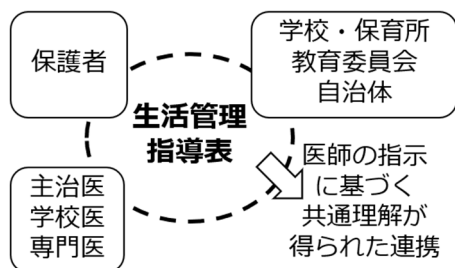 保護者
学校・保育所
教育委員会
自治体
生活管理
指導表
主治医
学校医
専門医
医師の指示
に基づく
共通理解が
得られた連携